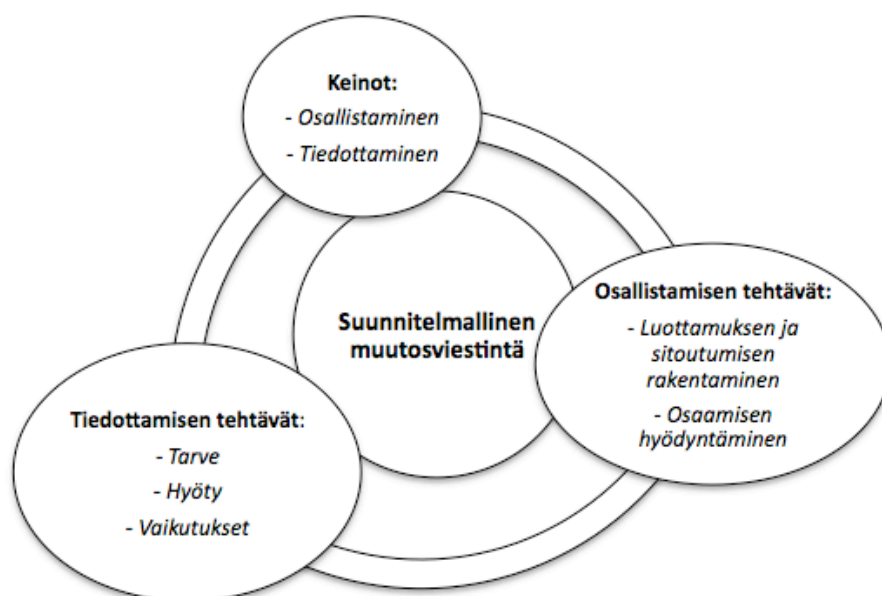 Keinot:
- Osallistaminen
- Tiedottaminen
Suunnitelmallinen
muutosviestintä
Osallistamisen tehtävät:
- Luottamuksen ja
sitoutumisen
rakentaminen
- Osaamisen
hyödyntäminen
Tiedottamisen tehtävät:
- Tarve
- Hyöty
- Vaikutukset